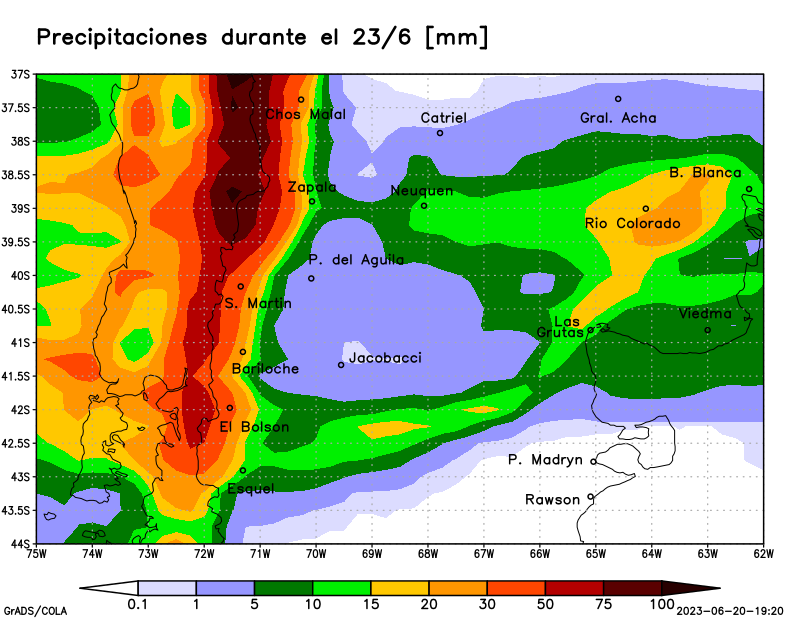 Precipitaciones durante el 23/6 [mm]
37S
37.5S
38S
38.5S
39S
39.5S
40S
40.5S
41S
41.5S
42S
42.5S
43S
43.5S
44S
Chos Malal
Catriel
Gral. Acha
B. Blanca
Zapala
Neuquen
Rio Colorado
P. del Aguila
S. Martin
Las
Grutas
Viedma
Jacobacci
Bariloche
El Bolson
P. Madryn
Esquel
Rawson
75W 74W 73W 72W 71W 70W 69W 68W 67W 66W 65W 64W 63W 62W
0.1 1 5 10 15 20 30 50 75 100
GrADS/COLA
2023-06-20-19:20